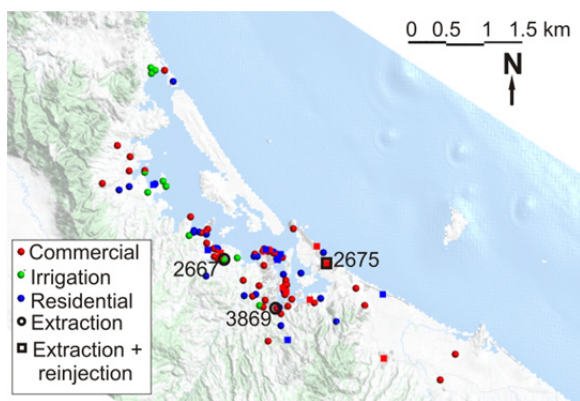 0 0.5 1 1.5 km
N
2667
2675
3869
Commercial
Irrigation
Residential
Extraction
Extraction +
reinjection